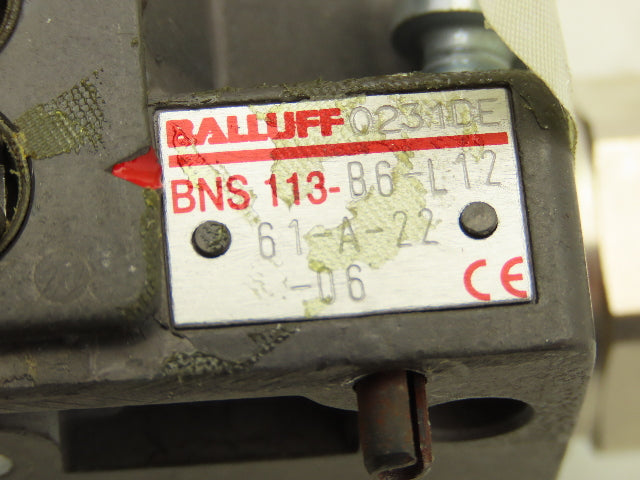 BALLUFF 0231DE
BNS 113-B6-L12
61-A-22
-06
CE